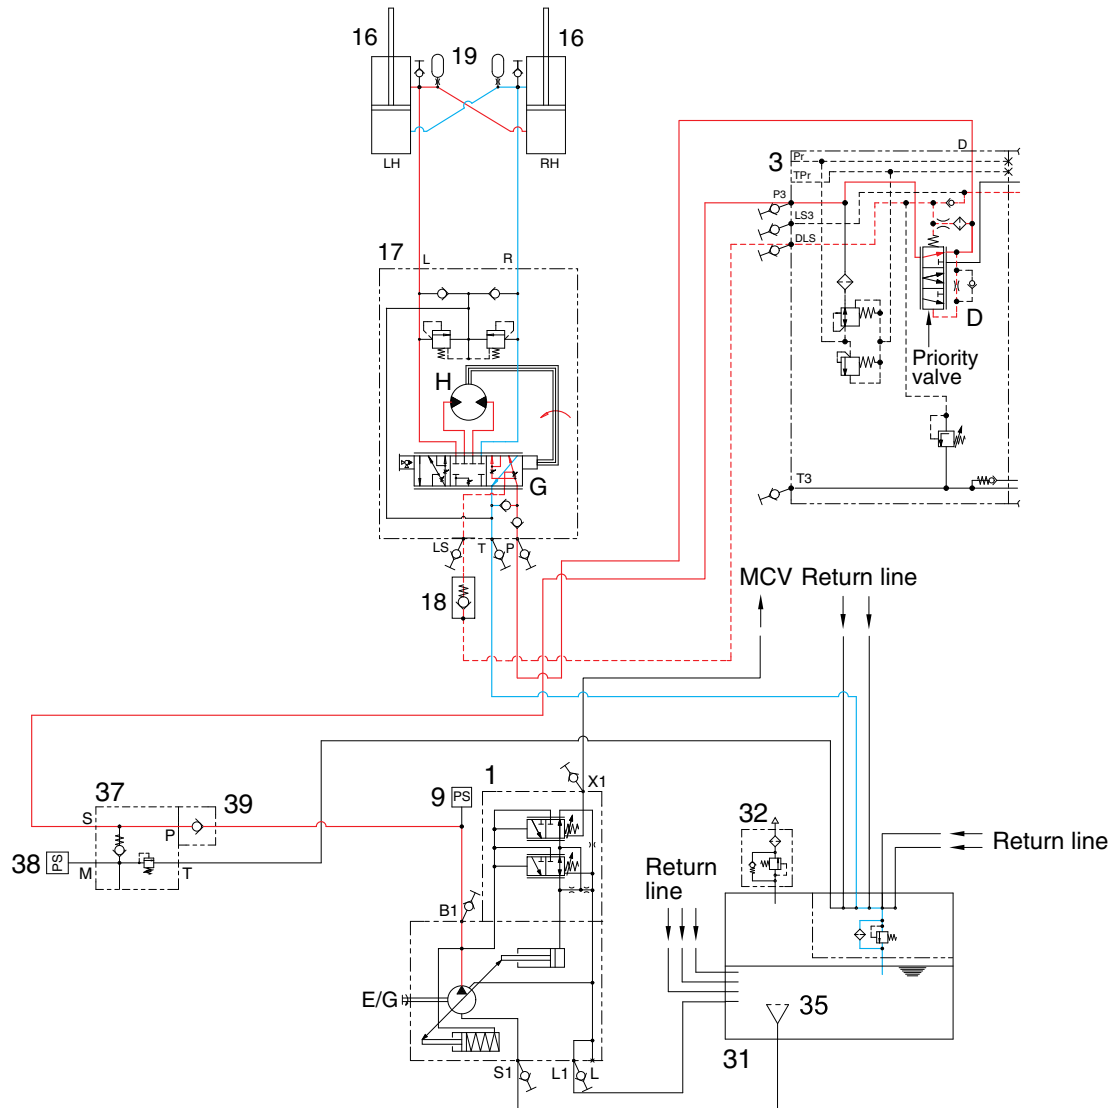 16
19
16
LH
RH
3
D
Pr
TPr
P3
LS3
DLS
17
L
R
D
Priority
valve
H
G
T3
LS
T
P
18
MCV Return line
1
X1
37
39
9
PS
32
S
P
38
PS
M
T
Return line
Return
line
B1
E/G
35
31
S1
L1
L